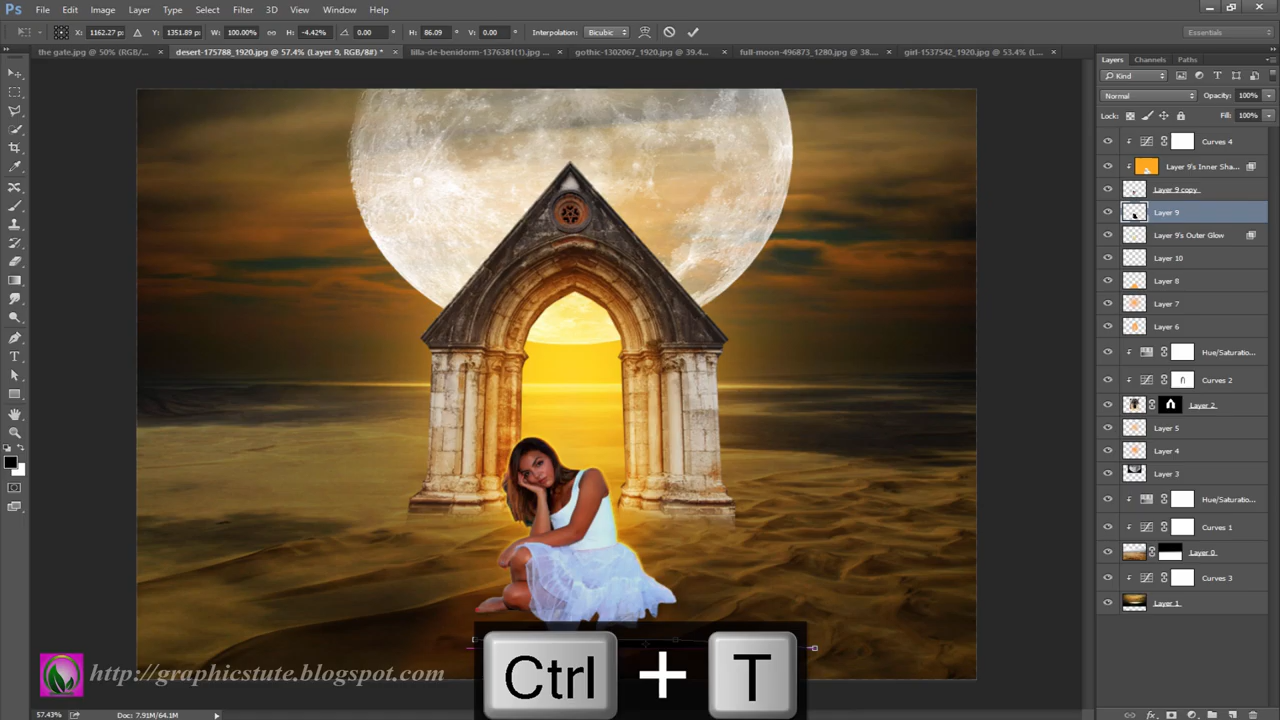 Ps File Edit Image Layer Type Select Filter 3D View Window Help
X: 1162.27 px Y: 1351.89 px W: 100.00% H: -4.42% 0.00 ° H: 86.09 ° V: 0.00 ° Interpolation: Bicubic Essentials
the gate.jpg @ 50% (RGB/... × desert-175788_1920.jpg @ 57.4% (Layer 9, RGB/8#) * × lilla-de-benidorm-1376381(1).jpg ... × gothic-1302067_1920.jpg @ 39.4... × full-moon-496873_1280.jpg @ 38.... × girl-1537542_1920.jpg @ 53.4% (L... ×
Layers Channels Paths
Kind
Normal Opacity: 100%
Lock: Fill: 100%
Curves 4
Layer 9's Inner Sha...
Layer 9 copy
Layer 9
Layer 9's Outer Glow
Layer 10
Layer 8
Layer 7
Layer 6
Hue/Saturatio...
Curves 2
Layer 2
Layer 5
Layer 4
Layer 3
Hue/Saturatio...
Curves 1
Layer 0
Curves 3
Layer 1
Ctrl + T
http://graphicstute.blogspot.com
57.43% Doc: 7.91M/64.1M